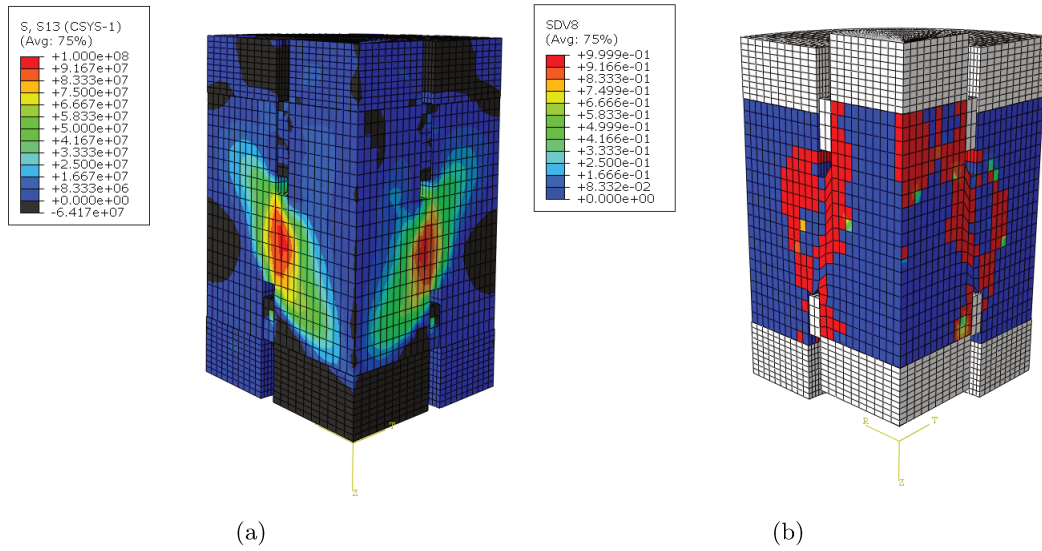 S, S13 (CSYS-1)
(Avg: 75%)
+1.000e+08
+9.167e+07
+8.333e+07
+7.500e+07
+6.667e+07
+5.833e+07
+5.000e+07
+4.167e+07
+3.333e+07
+2.500e+07
+1.667e+07
+8.333e+06
+0.000e+00
-6.417e+07
T
Z
(a)
SDV8
(Avg: 75%)
+9.999e-01
+9.166e-01
+8.333e-01
+7.499e-01
+6.666e-01
+5.833e-01
+4.999e-01
+4.166e-01
+3.333e-01
+2.500e-01
+1.666e-01
+8.332e-02
+0.000e+00
R
T
Z
(b)